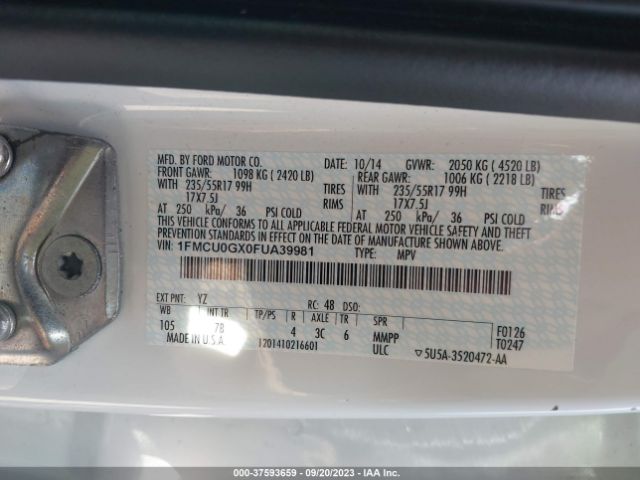 MFD. BY FORD MOTOR CO. DATE: 10/14 GVWR: 2050 KG ( 4520 LB)
FRONT GAWR: 1098 KG ( 2420 LB) REAR GAWR: 1006 KG ( 2218 LB)
WITH 235/55R17 99H TIRES WITH 235/55R17 99H TIRES
17X7.5J RIMS 17X7.5J RIMS
AT 250 kPa/ 36 PSI COLD AT 250 kPa/ 36 PSI COLD
THIS VEHICLE CONFORMS TO ALL APPLICABLE FEDERAL MOTOR VEHICLE SAFETY AND THEFT
PREVENTION STANDARDS IN EFFECT ON THE DATE OF MANUFACTURE SHOWN ABOVE.
VIN: 1FMCU0GX0FUA39981 TYPE: MPV
EXT PNT: YZ RC: 48 DSO:
WB INT TR TP/PS R AXLE TR SPR F0126
105 7B 4 3C 6 MMPP T0247
MADE IN U.S.A. 1201410216601 ULC 5U5A-3520472-AA
00-37593659 - 09/20/2023 - IAA Inc.